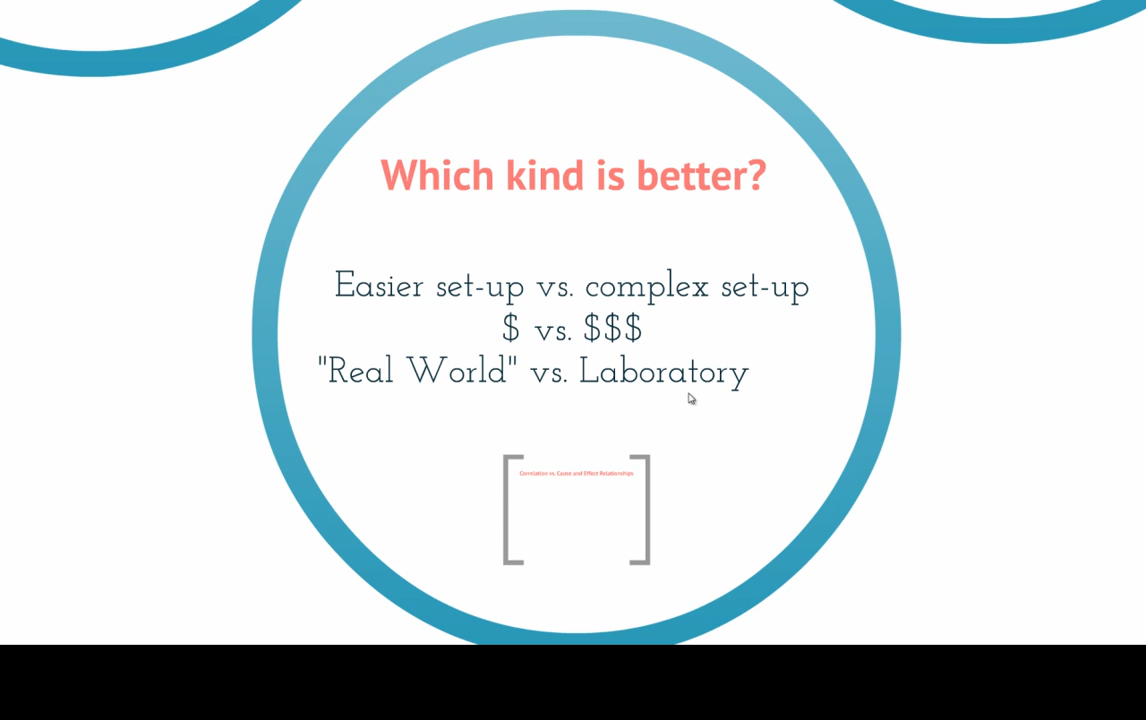 Which kind is better?
Easier set-up vs. complex set-up
$ vs. $$$
"Real World" vs. Laboratory
Correlation vs. Cause and Effect Relationships